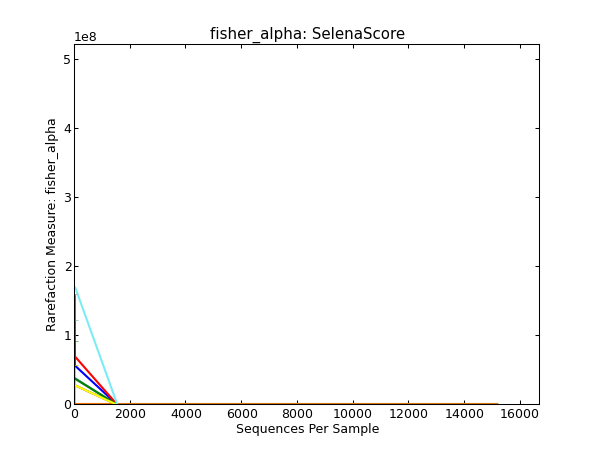 fisher_alpha: SelenaScore
1e8
5
4
3
2
1
0
Rarefaction Measure: fisher_alpha
0 2000 4000 6000 8000 10000 12000 14000 16000
Sequences Per Sample